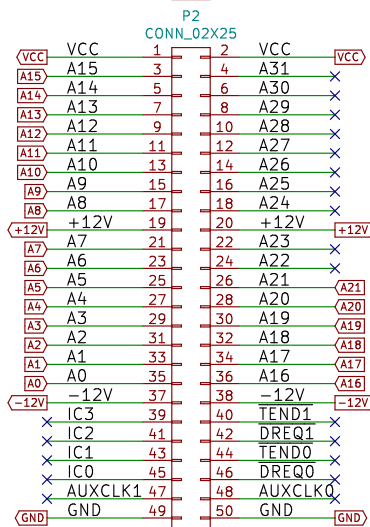 P2
CONN_02X25
VCC VCC 1 2 VCC VCC
A15 A15 3 4 A31
A14 A14 5 6 A30
A13 A13 7 8 A29
A12 A12 9 10 A28
A11 A11 11 12 A27
A10 A10 13 14 A26
A9 A9 15 16 A25
A8 A8 17 18 A24
+12V +12V 19 20 +12V +12V
A7 A7 21 22 A23
A6 A6 23 24 A22
A5 A5 25 26 A21 A21
A4 A4 27 28 A20 A20
A3 A3 29 30 A19 A19
A2 A2 31 32 A18 A18
A1 A1 33 34 A17 A17
A0 A0 35 36 A16 A16
-12V -12V 37 38 -12V -12V
IC3 39 40 TEND1
IC2 41 42 DREQ1
IC1 43 44 TEND0
IC0 45 46 DREQ0
AUXCLK1 47 48 AUXCLK0
GND GND 49 50 GND GND